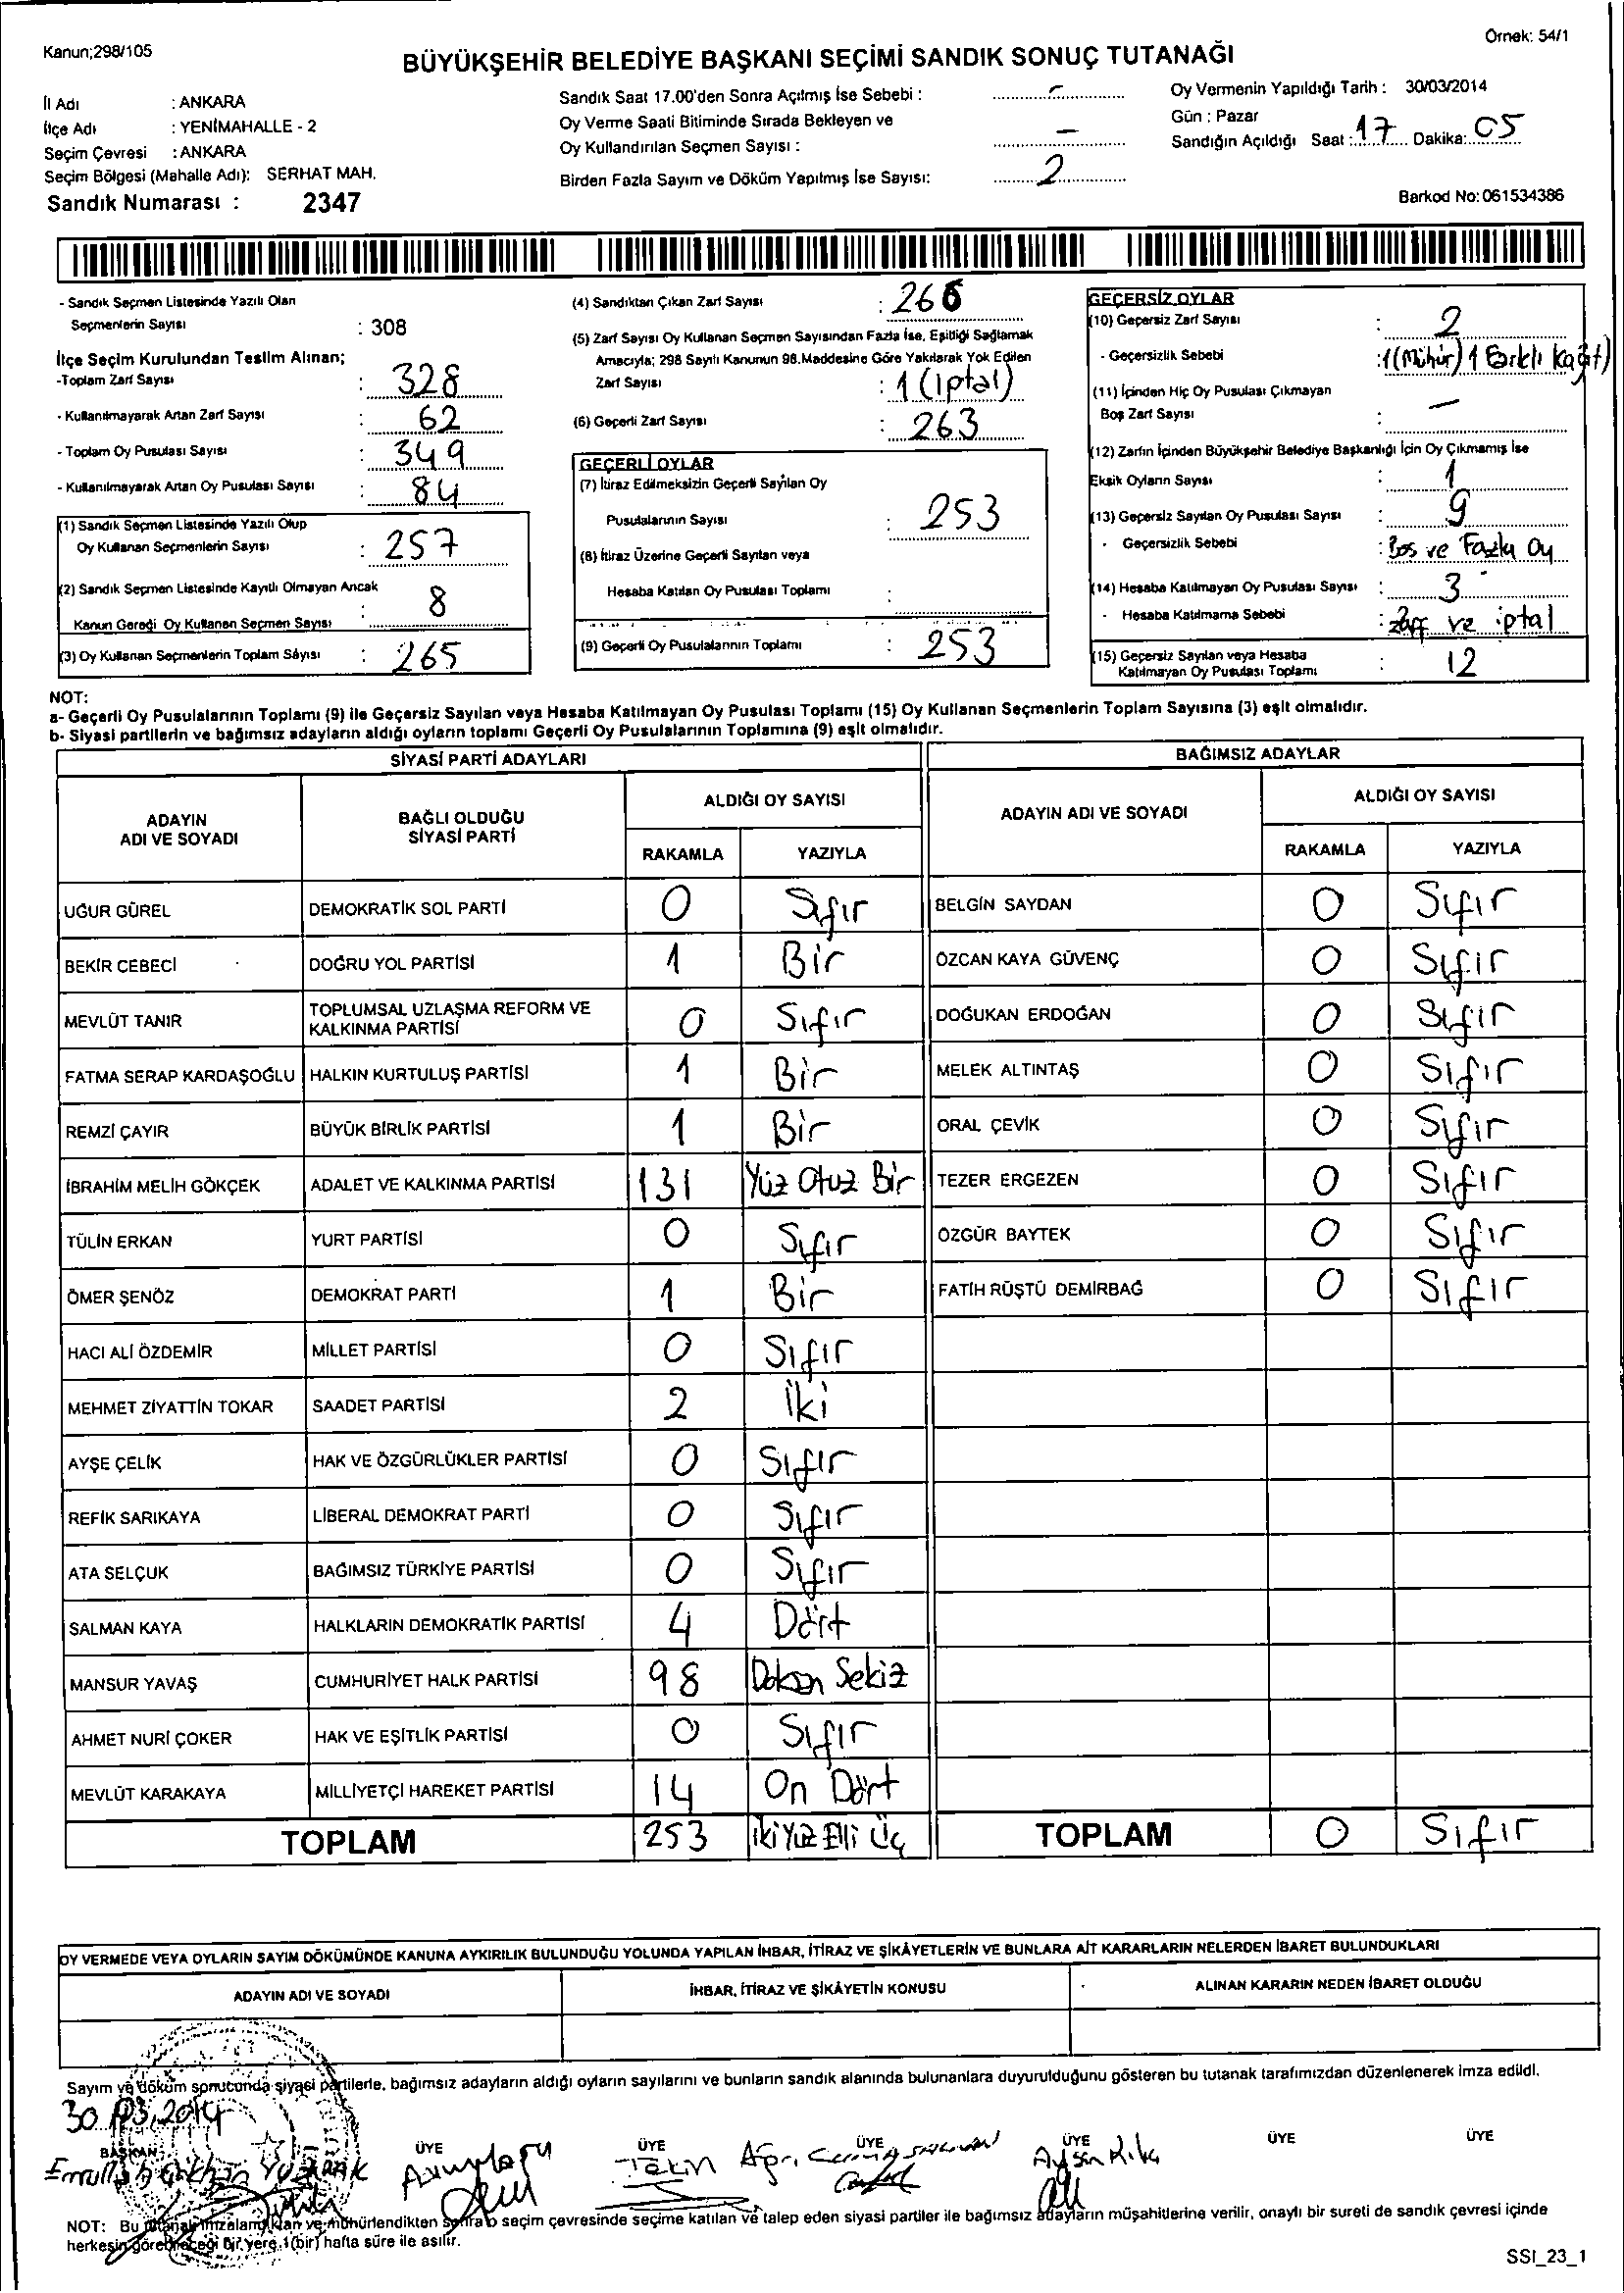 Kanun;298/105
Örnek: 54/1
BÜYÜKŞEHİR BELEDİYE BAŞKANI SEÇİMİ SANDIK SONUÇ TUTANAĞI
İl Adı : ANKARA
İlçe Adı : YENİMAHALLE - 2
Seçim Çevresi : ANKARA
Seçim Bölgesi (Mahalle Adı): SERHAT MAH.
Sandık Numarası : 2347
Sandık Saat 17.00'den Sonra Açılmış İse Sebebi : -
Oy Verme Saati Bitiminde Sırada Bekleyen ve
Oy Kullandırılan Seçmen Sayısı : -
Birden Fazla Sayım ve Döküm Yapılmış İse Sayısı: 2
Oy Vermenin Yapıldığı Tarih : 30/03/2014
Gün : Pazar
Sandığın Açıldığı Saat : 17 Dakika: 05
Barkod No: 061534386
- Sandık Seçmen Listesinde Yazılı Olan
Seçmenlerin Sayısı : 308
İlçe Seçim Kurulundan Teslim Alınan;
-Toplam Zarf Sayısı : 328
- Kullanılmayarak Artan Zarf Sayısı : 62
- Toplam Oy Pusulası Sayısı : 349
- Kullanılmayarak Artan Oy Pusulası Sayısı : 84
(1) Sandık Seçmen Listesinde Yazılı Olup
Oy Kullanan Seçmenlerin Sayısı : 257
(2) Sandık Seçmen Listesinde Kayıtlı Olmayan Ancak
Kanun Gereği Oy Kullanan Seçmen Sayısı : 8
(3) Oy Kullanan Seçmenlerin Toplam Sayısı : 265
(4) Sandıktan Çıkan Zarf Sayısı : 266
(5) Zarf Sayısı Oy Kullanan Seçmen Sayısından Fazla İse, Eşitliği Sağlamak
Amacıyla; 298 Sayılı Kanunun 98.Maddesine Göre Yakılarak Yok Edilen
Zarf Sayısı : 1 (iptal)
(6) Geçerli Zarf Sayısı : 263
GEÇERLİ OYLAR
(7) İtiraz Edilmeksizin Geçerli Sayılan Oy
Pusulalarının Sayısı : 253
(8) İtiraz Üzerine Geçerli Sayılan veya
Hesaba Katılan Oy Pusulası Toplamı :
(9) Geçerli Oy Pusulalarının Toplamı : 253
GEÇERSİZ OYLAR
(10) Geçersiz Zarf Sayısı : 2
- Geçersizlik Sebebi : 1 (Mühür) 1 Farklı Kağıt)
(11) İçinden Hiç Oy Pusulası Çıkmayan
Boş Zarf Sayısı : -
(12) Zarfın İçinden Büyükşehir Belediye Başkanlığı İçin Oy Çıkmamış İse
Eksik Oyların Sayısı : 1
(13) Geçersiz Sayılan Oy Pusulası Sayısı : 9
- Geçersizlik Sebebi : Boş ve Fazla Oy
(14) Hesaba Katılmayan Oy Pusulası Sayısı : 3
- Hesaba Katılmama Sebebi : zarf ve iptal
(15) Geçersiz Sayılan veya Hesaba
Katılmayan Oy Pusulası Toplamı : 12
NOT:
a- Geçerli Oy Pusulalarının Toplamı (9) ile Geçersiz Sayılan veya Hesaba Katılmayan Oy Pusulası Toplamı (15) Oy Kullanan Seçmenlerin Toplam Sayısına (3) eşit olmalıdır.
b- Siyasi partilerin ve bağımsız adayların aldığı oyların toplamı Geçerli Oy Pusulalarının Toplamına (9) eşit olmalıdır.
SİYASİ PARTİ ADAYLARI
ADAYIN ADI VE SOYADI
BAĞLI OLDUĞU SİYASİ PARTİ
ALDIĞI OY SAYISI
RAKAMLA YAZIYLA
UĞUR GÜREL DEMOKRATİK SOL PARTİ 0 Sıfır
BEKİR CEBECİ DOĞRU YOL PARTİSİ 1 Bir
MEVLÜT TANIR TOPLUMSAL UZLAŞMA REFORM VE KALKINMA PARTİSİ 0 Sıfır
FATMA SERAP KARDAŞOĞLU HALKIN KURTULUŞ PARTİSİ 1 Bir
REMZİ ÇAYIR BÜYÜK BİRLİK PARTİSİ 1 Bir
İBRAHİM MELİH GÖKÇEK ADALET VE KALKINMA PARTİSİ 131 Yüz Otuz Bir
TÜLİN ERKAN YURT PARTİSİ 0 Sıfır
ÖMER ŞENÖZ DEMOKRAT PARTİ 1 Bir
HACI ALİ ÖZDEMİR MİLLET PARTİSİ 0 Sıfır
MEHMET ZİYATTİN TOKAR SAADET PARTİSİ 2 İki
AYŞE ÇELİK HAK VE ÖZGÜRLÜKLER PARTİSİ 0 Sıfır
REFİK SARIKAYA LİBERAL DEMOKRAT PARTİ 0 Sıfır
ATA SELÇUK BAĞIMSIZ TÜRKİYE PARTİSİ 0 Sıfır
SALMAN KAYA HALKLARIN DEMOKRATİK PARTİSİ 4 Dört
MANSUR YAVAŞ CUMHURİYET HALK PARTİSİ 98 Doksan Sekiz
AHMET NURİ ÇOKER HAK VE EŞİTLİK PARTİSİ 0 Sıfır
MEVLÜT KARAKAYA MİLLİYETÇİ HAREKET PARTİSİ 14 On Dört
TOPLAM 253 İki Yüz Elli Üç
BAĞIMSIZ ADAYLAR
ADAYIN ADI VE SOYADI
ALDIĞI OY SAYISI
RAKAMLA YAZIYLA
BELGİN SAYDAN 0 Sıfır
ÖZCAN KAYA GÜVENÇ 0 Sıfır
DOĞUKAN ERDOĞAN 0 Sıfır
MELEK ALTINTAŞ 0 Sıfır
ORAL ÇEVİK 0 Sıfır
TEZER ERGEZEN 0 Sıfır
ÖZGÜR BAYTEK 0 Sıfır
FATİH RÜŞTÜ DEMİRBAĞ 0 Sıfır
TOPLAM 0 Sıfır
OY VERMEDE VEYA OYLARIN SAYIM DÖKÜMÜNDE KANUNA AYKIRILIK BULUNDUĞU YOLUNDA YAPILAN İHBAR, İTİRAZ VE ŞİKÂYETLERİN VE BUNLARA AİT KARARLARIN NELERDEN İBARET BULUNDUKLARI
ADAYIN ADI VE SOYADI
İHBAR, İTİRAZ VE ŞİKÂYETİN KONUSU
ALINAN KARARIN NEDEN İBARET OLDUĞU
Sayım ve döküm sonucunda siyasi partilerle, bağımsız adayların aldığı oyların sayılarını ve bunların sandık alanında bulunanlara duyurulduğunu gösteren bu tutanak tarafımızdan düzenlenerek imza edildi.
30.03.2014
BAŞKAN ÜYE ÜYE ÜYE ÜYE ÜYE ÜYE
NOT: Bu tutanak imzalandıktan ve mühürlendikten sonra o seçim çevresinde seçime katılan ve talep eden siyasi partiler ile bağımsız adayların müşahitlerine verilir, onaylı bir sureti de sandık çevresi içinde
herkesin görebileceği bir yere 1(bir) hafta süre ile asılır.
SSI_23_1